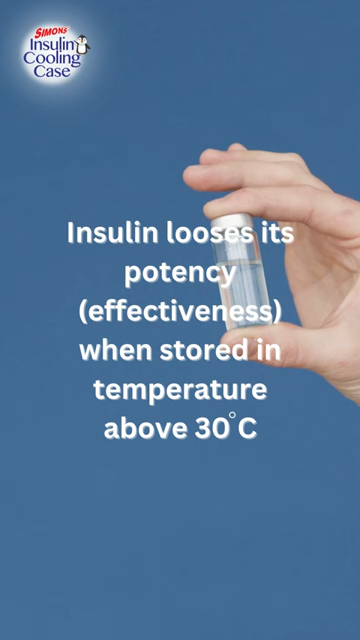 SIMONS
Insulin
Cooling
Case
Insulin looses its
potency
(effectiveness)
when stored in
temperature
above 30°C